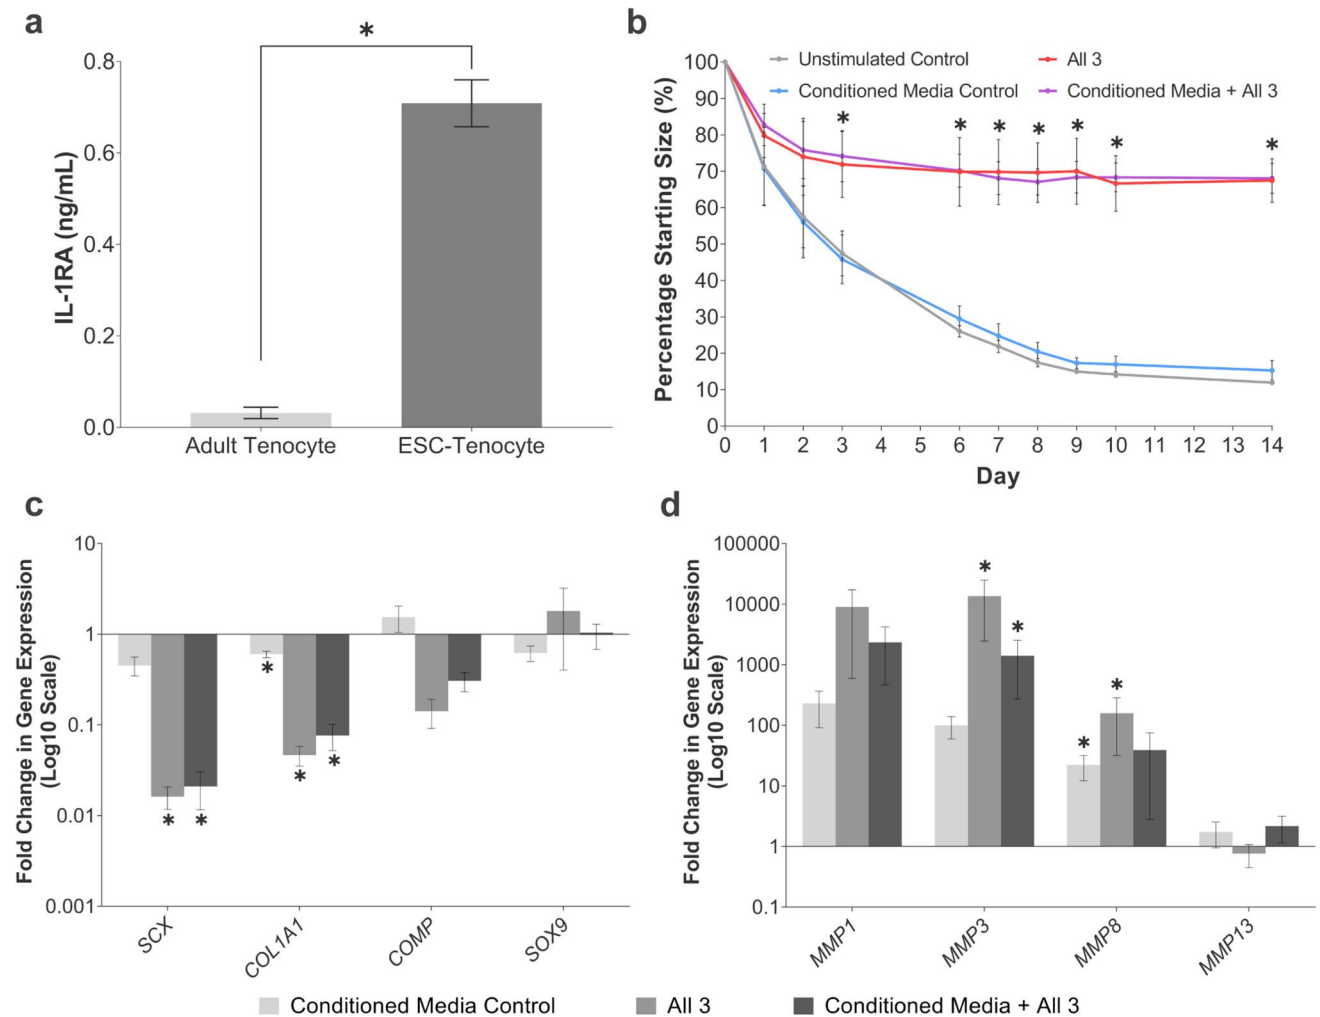 a
*
IL-1RA (ng/mL)
0.8
0.6
0.4
0.2
0.0
Adult Tenocyte
ESC-Tenocyte
b
Unstimulated Control
All 3
Conditioned Media Control
Conditioned Media + All 3
Percentage Starting Size (%)
100
90
80
70
60
50
40
30
20
10
0
* * * * * * *
0 1 2 3 4 5 6 7 8 9 10 11 12 13 14
Day
c
Fold Change in Gene Expression
(Log10 Scale)
10
1
0.1
0.01
0.001
* * * * *
SCX
COL1A1
COMP
SOX9
d
Fold Change in Gene Expression
(Log10 Scale)
100000
10000
1000
100
10
1
0.1
* * * *
MMP1
MMP3
MMP8
MMP13
Conditioned Media Control
All 3
Conditioned Media + All 3